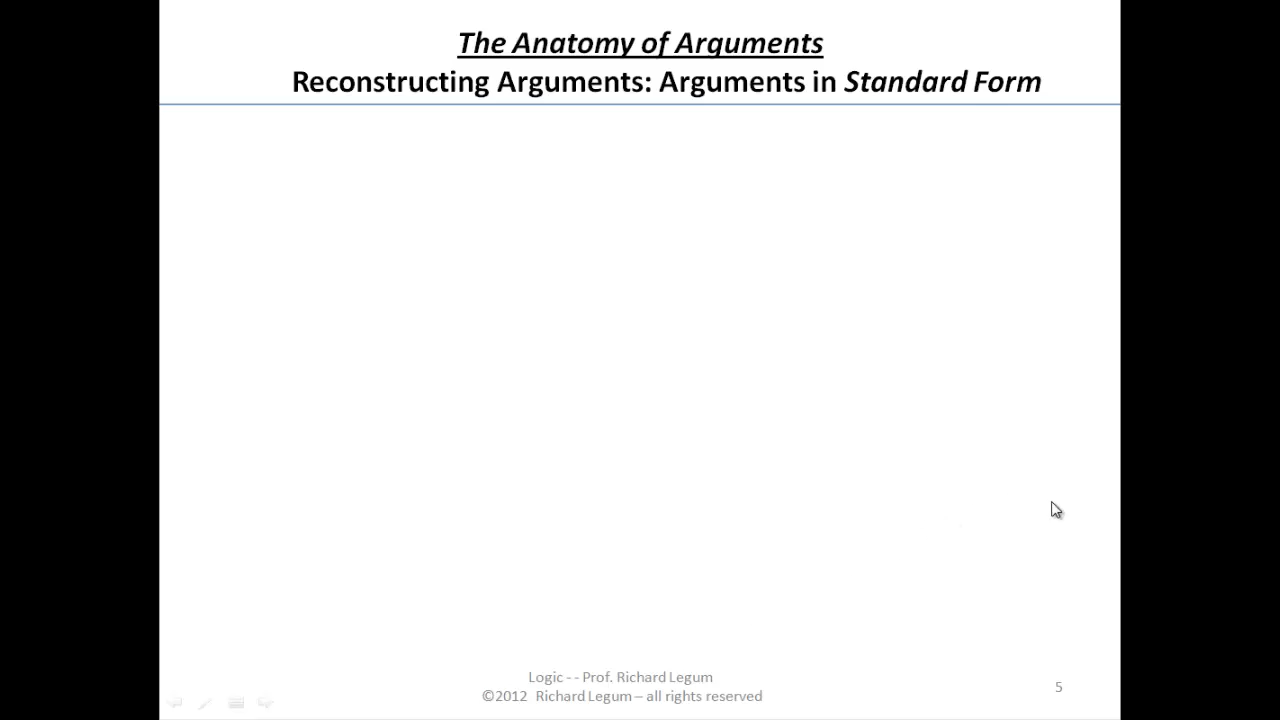 The Anatomy of Arguments
Reconstructing Arguments: Arguments in Standard Form
Logic - - Prof. Richard Legum
©2012 Richard Legum – all rights reserved
5